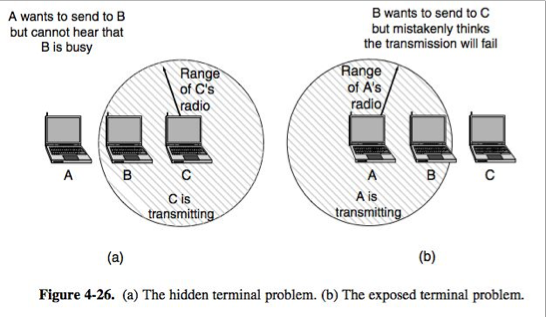 A wants to send to B
but cannot hear that
B is busy
Range
of C's
radio
A
B
C
C is
transmitting
(a)
B wants to send to C
but mistakenly thinks
the transmission will fail
Range
of A's
radio
A
B
C
A is
transmitting
(b)
Figure 4-26. (a) The hidden terminal problem. (b) The exposed terminal problem.